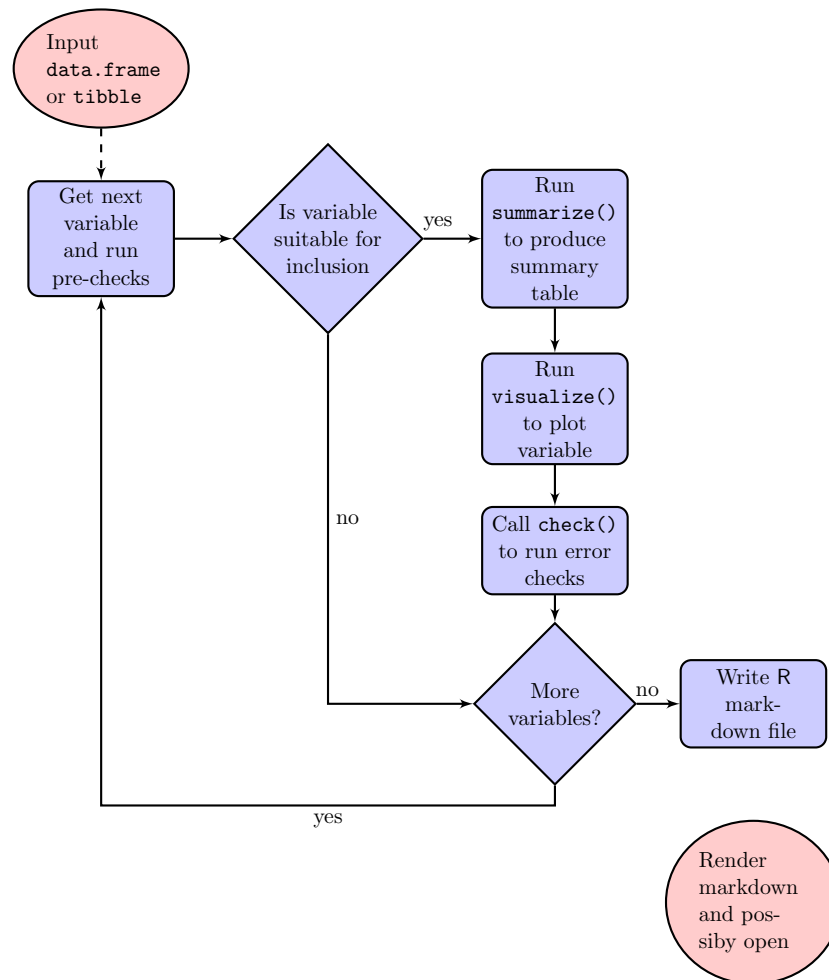 Input
data.frame
or tibble
Get next
variable
and run
pre-checks
Is variable
suitable for
inclusion
yes
Run
summarize()
to produce
summary
table
Run
visualize()
to plot
variable
no
Call check()
to run error
checks
More
variables?
no
Write R
mark-
down file
yes
Render
markdown
and pos-
siby open